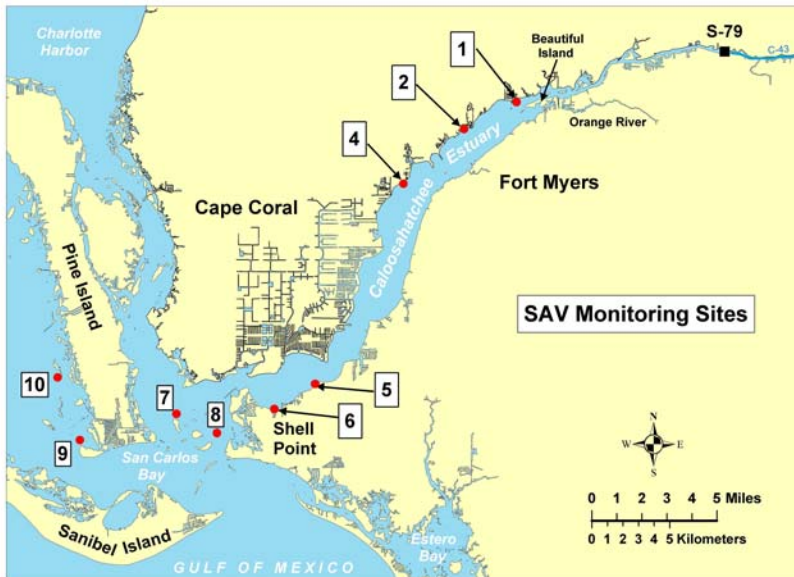 Charlotte
Harbor
S-79
C-43
Beautiful
Island
1
2
Orange River
4
Estuary
Fort Myers
Cape Coral
Caloosahatchee
Pine Island
SAV Monitoring Sites
10
7
8
5
6
Shell
Point
9
San Carlos
Bay
N
W E
S
0 1 2 3 4 5 Miles
0 1 2 3 4 5 Kilometers
Sanibel Island
Estero
Bay
GULF OF MEXICO